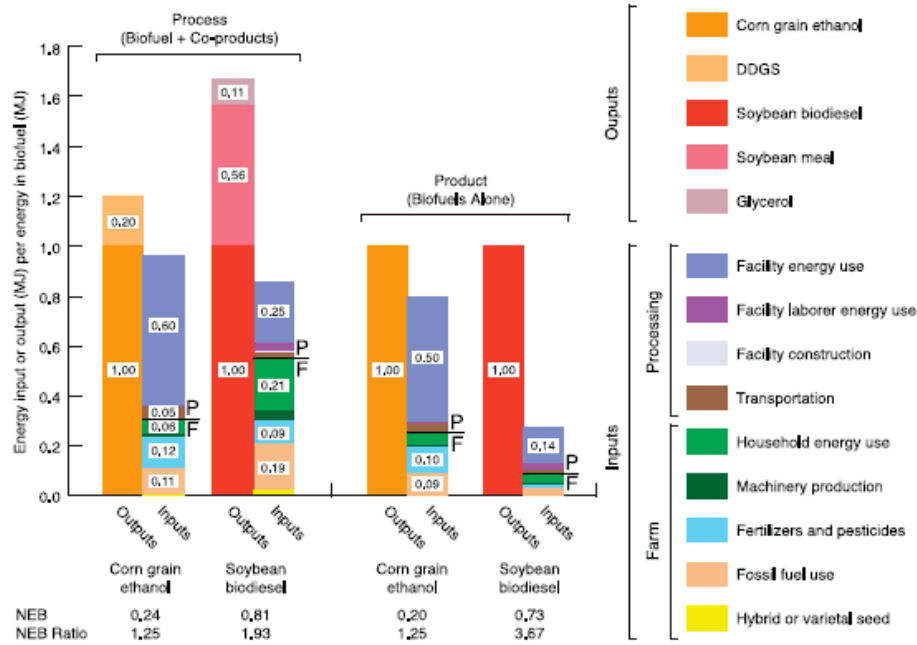 Process
(Biofuel + Co-products)
Energy input or output (MJ) per energy in biofuel (MJ)
1.8
1.6
1.4
1.2
1.0
0.8
0.6
0.4
0.2
0.0
0.20
1.00
0.60
0.05
P
0.06
F
0.12
0.11
0.11
0.56
1.00
0.25
P
F
0.21
0.09
0.19
Product
(Biofuels Alone)
1.00
0.50
P
F
0.10
0.09
1.00
0.14
P
F
Outputs
Inputs
Outputs
Inputs
Outputs
Inputs
Outputs
Inputs
Corn grain ethanol
Soybean biodiesel
Corn grain ethanol
Soybean biodiesel
NEB 0.24 0.81 0.20 0.73
NEB Ratio 1.25 1.93 1.25 3.67
Ouputs
Corn grain ethanol
DDGS
Soybean biodiesel
Soybean meal
Glycerol
Inputs
Processing
Facility energy use
Facility laborer energy use
Facility construction
Transportation
Farm
Household energy use
Machinery production
Fertilizers and pesticides
Fossil fuel use
Hybrid or varietal seed